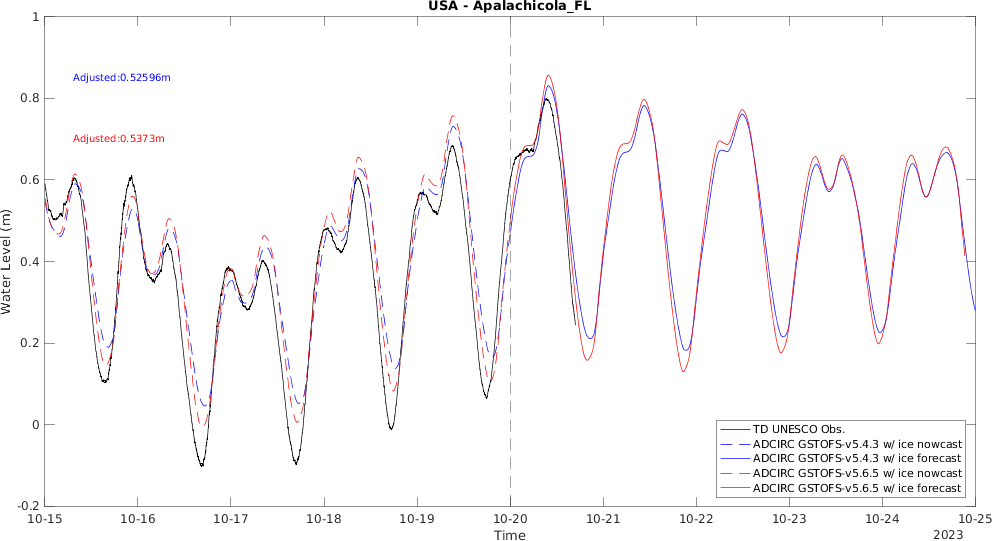 USA - Apalachicola_FL
1
0.8
0.6
0.4
0.2
0
-0.2
Water Level (m)
Adjusted:0.52596m
Adjusted:0.5373m
TD UNESCO Obs.
ADCIRC GSTOFS-v5.4.3 w/ ice nowcast
ADCIRC GSTOFS-v5.4.3 w/ ice forecast
ADCIRC GSTOFS-v5.6.5 w/ ice nowcast
ADCIRC GSTOFS-v5.6.5 w/ ice forecast
10-15 10-16 10-17 10-18 10-19 10-20 10-21 10-22 10-23 10-24 10-25
Time
2023